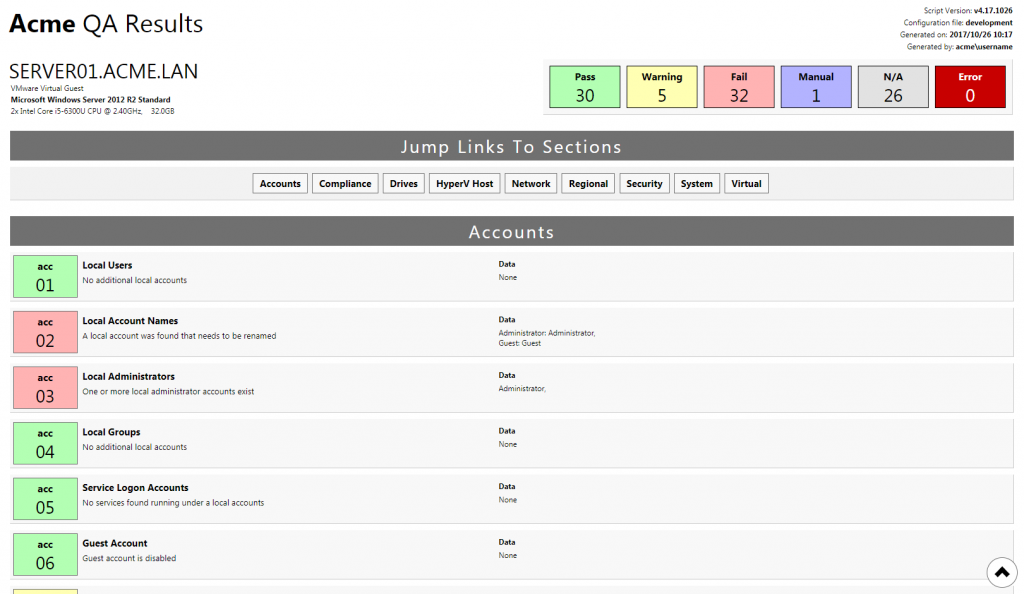 Acme QA Results
Script Version: v4.17.1026
Configuration file: development
Generated on: 2017/10/26 10:17
Generated by: acme\username
SERVER01.ACME.LAN
VMware Virtual Guest
Microsoft Windows Server 2012 R2 Standard
2x Intel Core i5-6300U CPU @ 2.40GHz, 32.0GB
Pass
30
Warning
5
Fail
32
Manual
1
N/A
26
Error
0
Jump Links To Sections
Accounts Compliance Drives HyperV Host Network Regional Security System Virtual
Accounts
acc
01
Local Users
No additional local accounts
Data
None
acc
02
Local Account Names
A local account was found that needs to be renamed
Data
Administrator: Administrator,
Guest: Guest
acc
03
Local Administrators
One or more local administrator accounts exist
Data
Administrator,
acc
04
Local Groups
No additional local accounts
Data
None
acc
05
Service Logon Accounts
No services found running under a local accounts
Data
None
acc
06
Guest Account
Guest account is disabled
Data
None